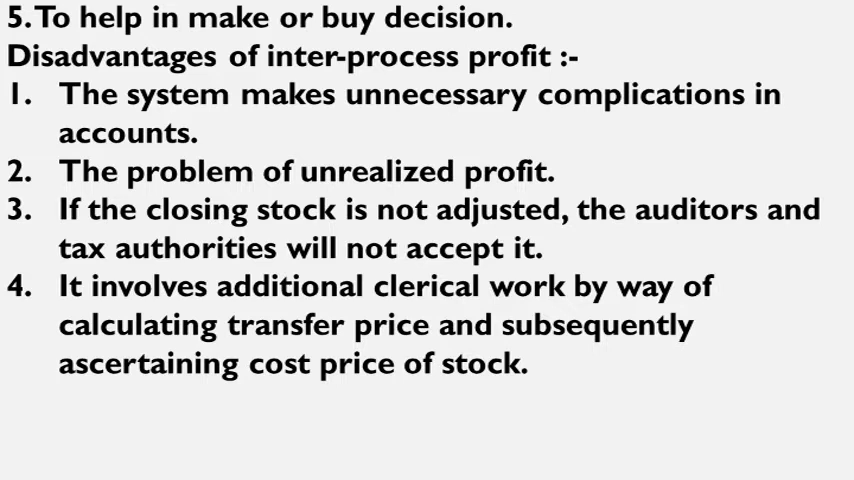 5. To help in make or buy decision.
Disadvantages of inter-process profit :-
1. The system makes unnecessary complications in
accounts.
2. The problem of unrealized profit.
3. If the closing stock is not adjusted, the auditors and
tax authorities will not accept it.
4. It involves additional clerical work by way of
calculating transfer price and subsequently
ascertaining cost price of stock.